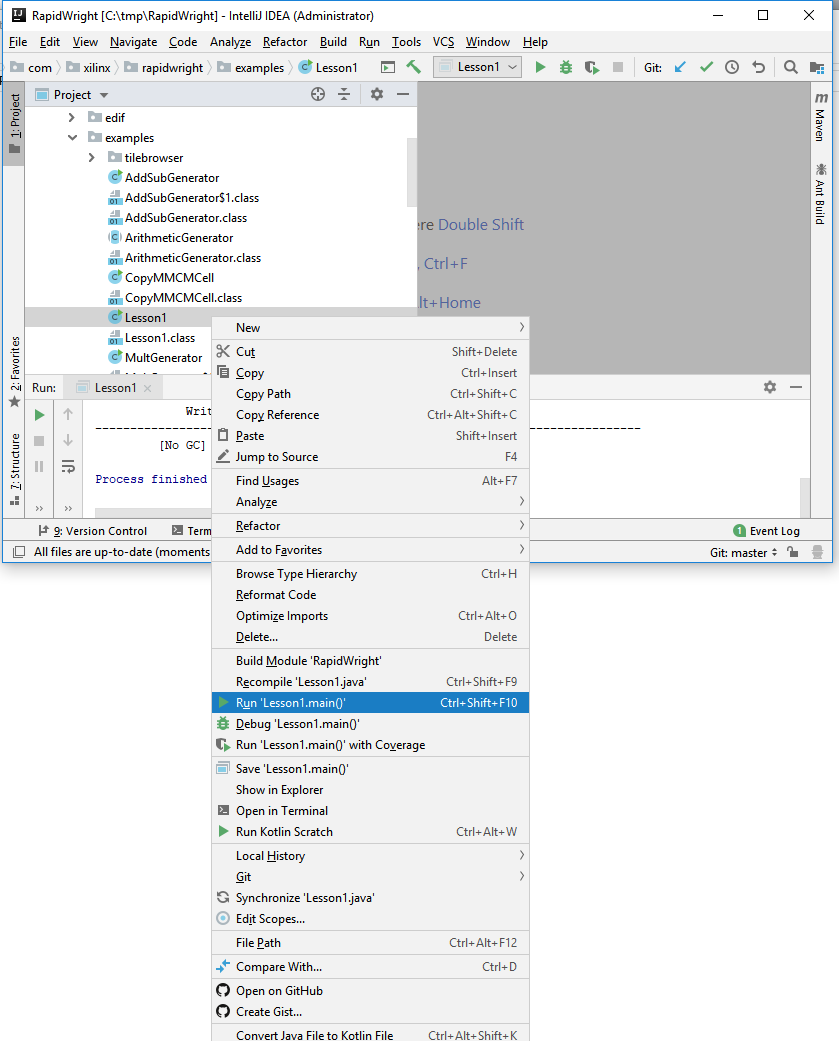 RapidWright [C:\tmp\RapidWright] - IntelliJ IDEA (Administrator)
File Edit View Navigate Code Analyze Refactor Build Run Tools VCS Window Help
com xilinx rapidwright examples Lesson1 Lesson1 Git:
1: Project
Project
edif
examples
tilebrowser
AddSubGenerator
AddSubGenerator$1.class
AddSubGenerator.class
ArithmeticGenerator
ArithmeticGenerator.class
CopyMMCMCell
CopyMMCMCell.class
Lesson1
Lesson1.class
MultGenerator
ere Double Shift
, Ctrl+F
lt+Home
m Maven
Ant Build
2: Favorites
7: Structure
Run: Lesson1
Writ
[No GC]
Process finished
9: Version Control Term
Event Log
All files are up-to-date (moments
Git: master
New
Cut Shift+Delete
Copy Ctrl+Insert
Copy Path Ctrl+Shift+C
Copy Reference Ctrl+Alt+Shift+C
Paste Shift+Insert
Jump to Source F4
Find Usages Alt+F7
Analyze
Refactor
Add to Favorites
Browse Type Hierarchy Ctrl+H
Reformat Code
Optimize Imports Ctrl+Alt+O
Delete... Delete
Build Module 'RapidWright'
Recompile 'Lesson1.java' Ctrl+Shift+F9
Run 'Lesson1.main()' Ctrl+Shift+F10
Debug 'Lesson1.main()'
Run 'Lesson1.main()' with Coverage
Save 'Lesson1.main()'
Show in Explorer
Open in Terminal
Run Kotlin Scratch Ctrl+Alt+W
Local History
Git
Synchronize 'Lesson1.java'
Edit Scopes...
File Path Ctrl+Alt+F12
Compare With... Ctrl+D
Open on GitHub
Create Gist...
Convert Java File to Kotlin File Ctrl+Alt+Shift+K